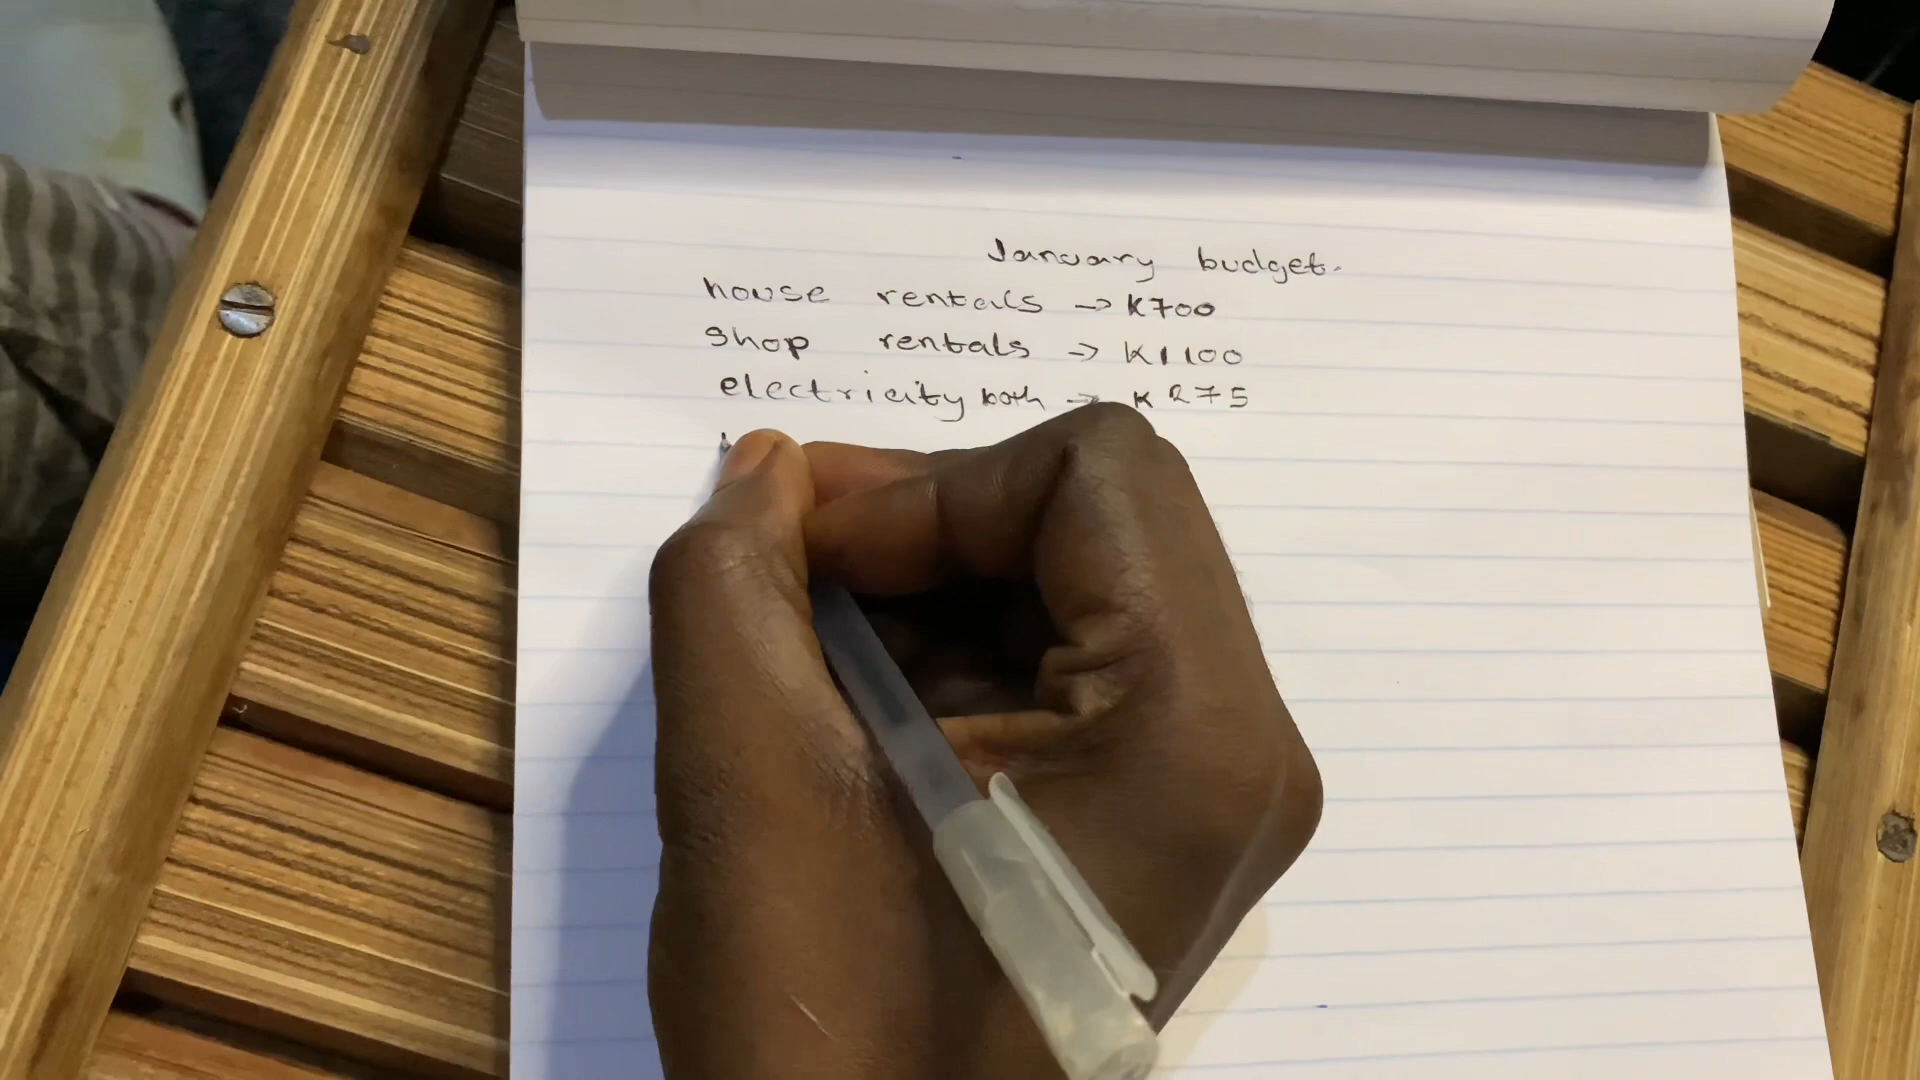 January budget.
house rentals → K700
Shop rentals → K1100
electricity both → K275